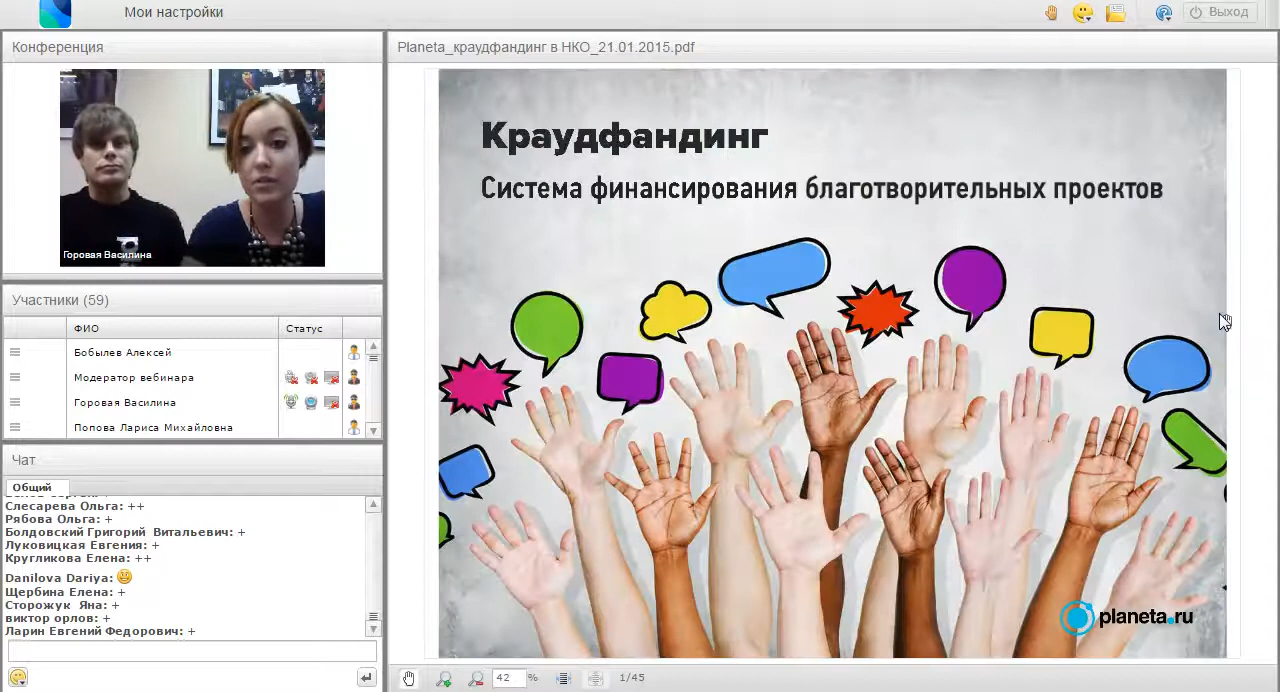 Мои настройки
Выход
Конференция
Горовая Василина
Участники (59)
ФИО
Статус
Бобылев Алексей
Модератор вебинара
Горовая Василина
Попова Лариса Михайловна
Чат
Общий
Слесарева Ольга: ++
Рябова Ольга: +
Болдовский Григорий Витальевич: +
Луковицкая Евгения: +
Кругликова Елена: ++
Danilova Dariya:
Щербина Елена: +
Сторожук Яна: +
виктор орлов: +
Ларин Евгений Федорович: +
Planeta_краудфандинг в НКО_21.01.2015.pdf
Краудфандинг
Система финансирования благотворительных проектов
planeta.ru
42 %
1/45